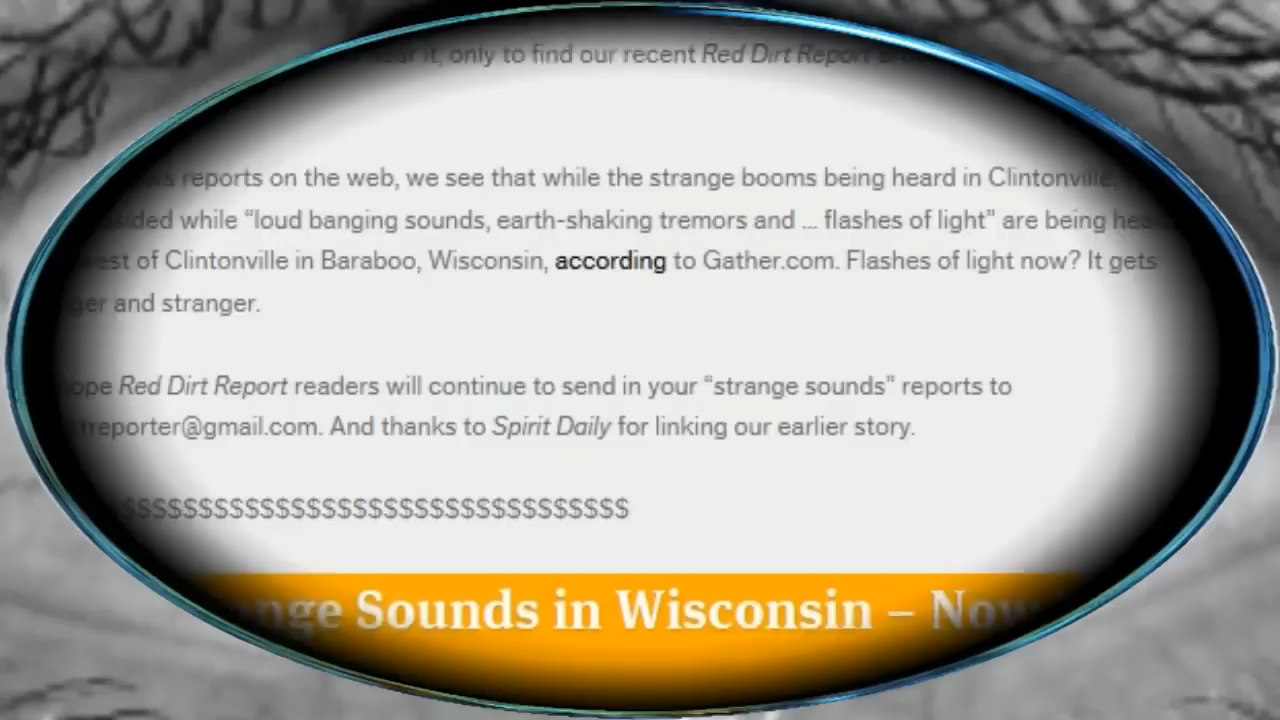 it, only to find our recent Red Dirt Report
reports on the web, we see that while the strange booms being heard in Clintonville,
while “loud banging sounds, earth-shaking tremors and ... flashes of light” are being
of Clintonville in Baraboo, Wisconsin, according to Gather.com. Flashes of light now? It gets
and stranger.
Red Dirt Report readers will continue to send in your “strange sounds” reports to
reporter@gmail.com. And thanks to Spirit Daily for linking our earlier story.
$$$$$$$$$$$$$$$$$$$$$$$$$$$$$$$$$
Sounds in Wisconsin – Now